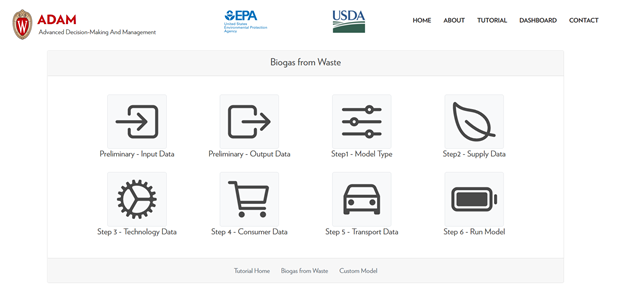 ADAM
Advanced Decision-Making And Management
EPA
United States
Environmental Protection
Agency
USDA
HOME ABOUT TUTORIAL DASHBOARD CONTACT
Biogas from Waste
Preliminary - Input Data Preliminary - Output Data Step1 - Model Type Step2 - Supply Data
Step 3 - Technology Data Step 4 - Consumer Data Step 5 - Transport Data Step 6 - Run Model
Tutorial Home Biogas from Waste Custom Model